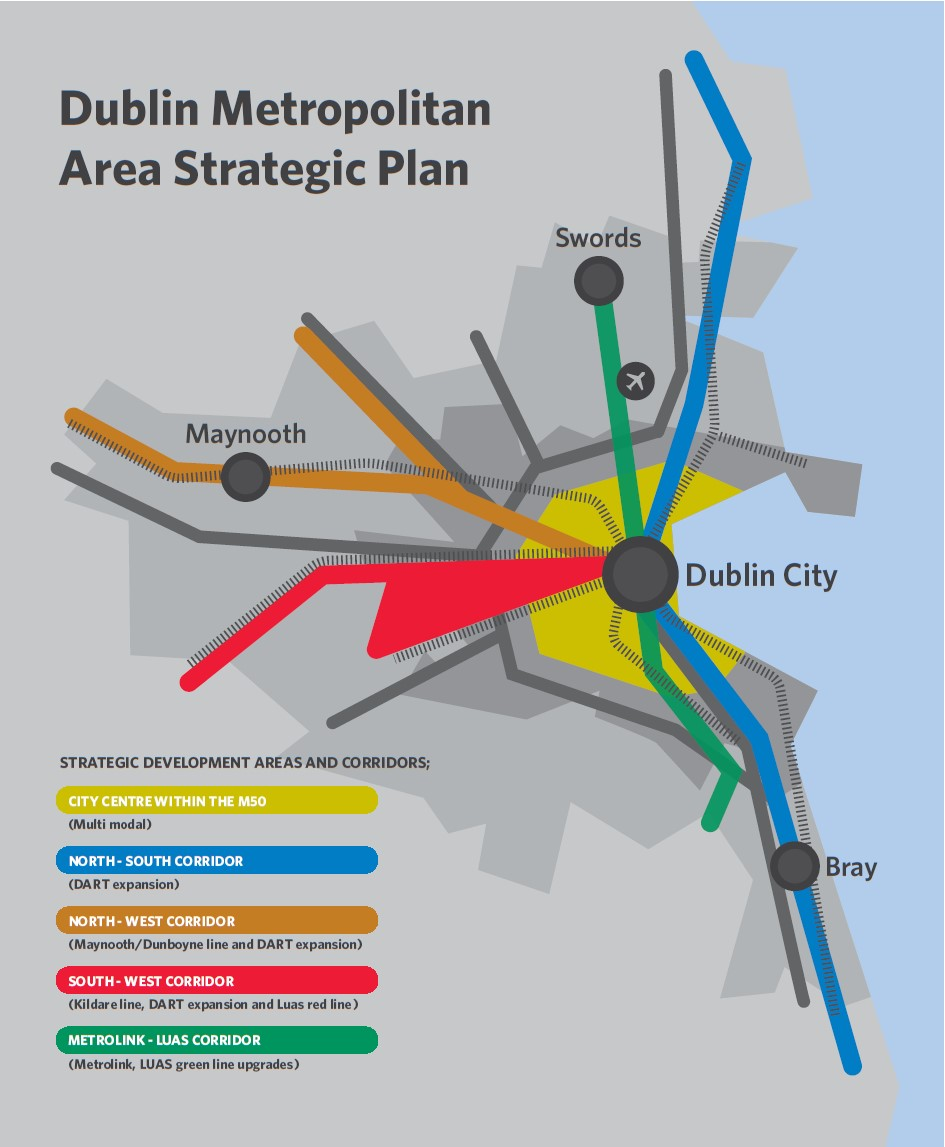 Dublin Metropolitan
Area Strategic Plan
Swords
Maynooth
Dublin City
Bray
STRATEGIC DEVELOPMENT AREAS AND CORRIDORS;
CITY CENTRE WITHIN THE M50
(Multi modal)
NORTH - SOUTH CORRIDOR
(DART expansion)
NORTH - WEST CORRIDOR
(Maynooth/Dunboyne line and DART expansion)
SOUTH - WEST CORRIDOR
(Kildare line, DART expansion and Luas red line)
METROLINK - LUAS CORRIDOR
(Metrolink, LUAS green line upgrades)